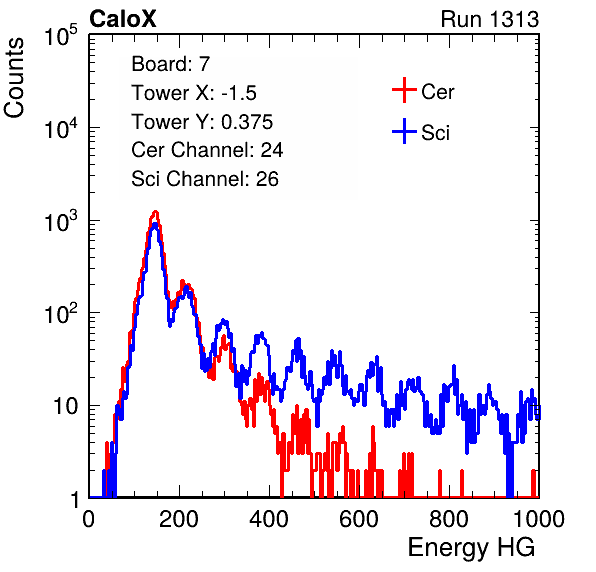 CaloX Run 1313
Counts
10^5
10^4
10^3
10^2
10
1
Board: 7
Tower X: -1.5
Tower Y: 0.375
Cer Channel: 24
Sci Channel: 26
Cer
Sci
0 200 400 600 800 1000
Energy HG